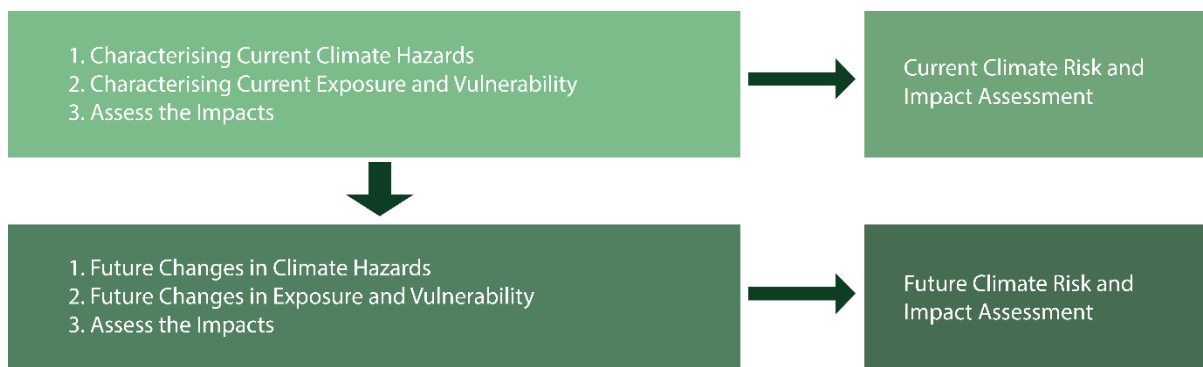 1. Characterising Current Climate Hazards
2. Characterising Current Exposure and Vulnerability
3. Assess the Impacts
Current Climate Risk and
Impact Assessment
1. Future Changes in Climate Hazards
2. Future Changes in Exposure and Vulnerability
3. Assess the Impacts
Future Climate Risk and
Impact Assessment